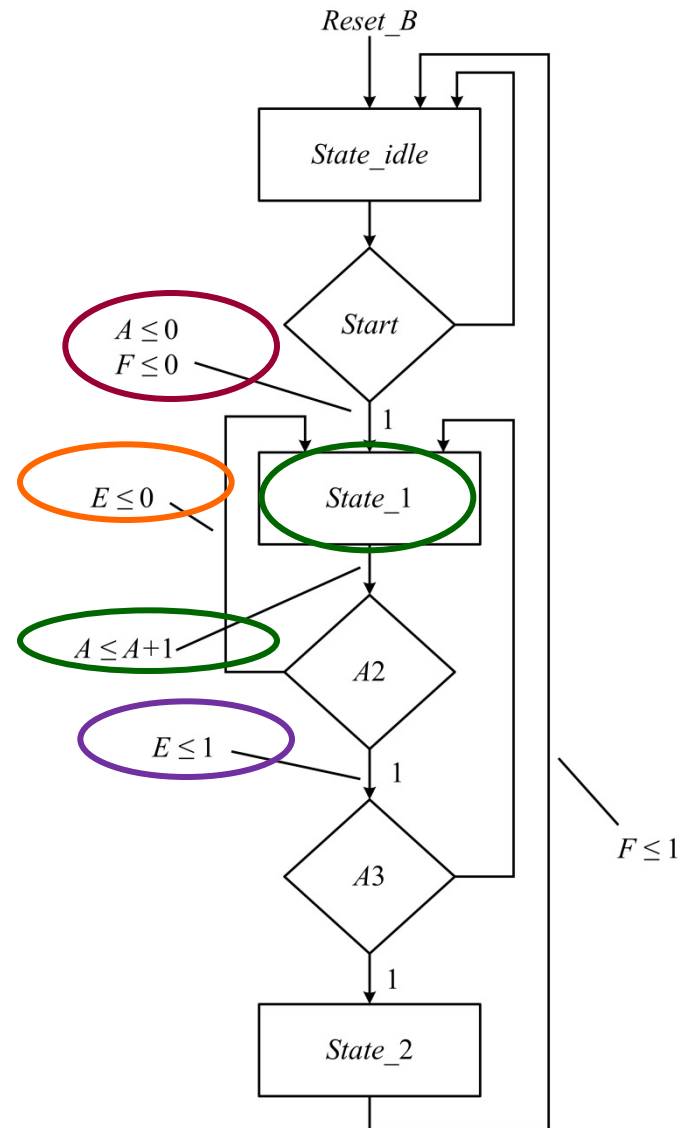 Reset_B
State_idle
Start
A ≤ 0
F ≤ 0
1
State_1
E ≤ 0
A ≤ A+1
A2
E ≤ 1
1
F ≤ 1
A3
1
State_2